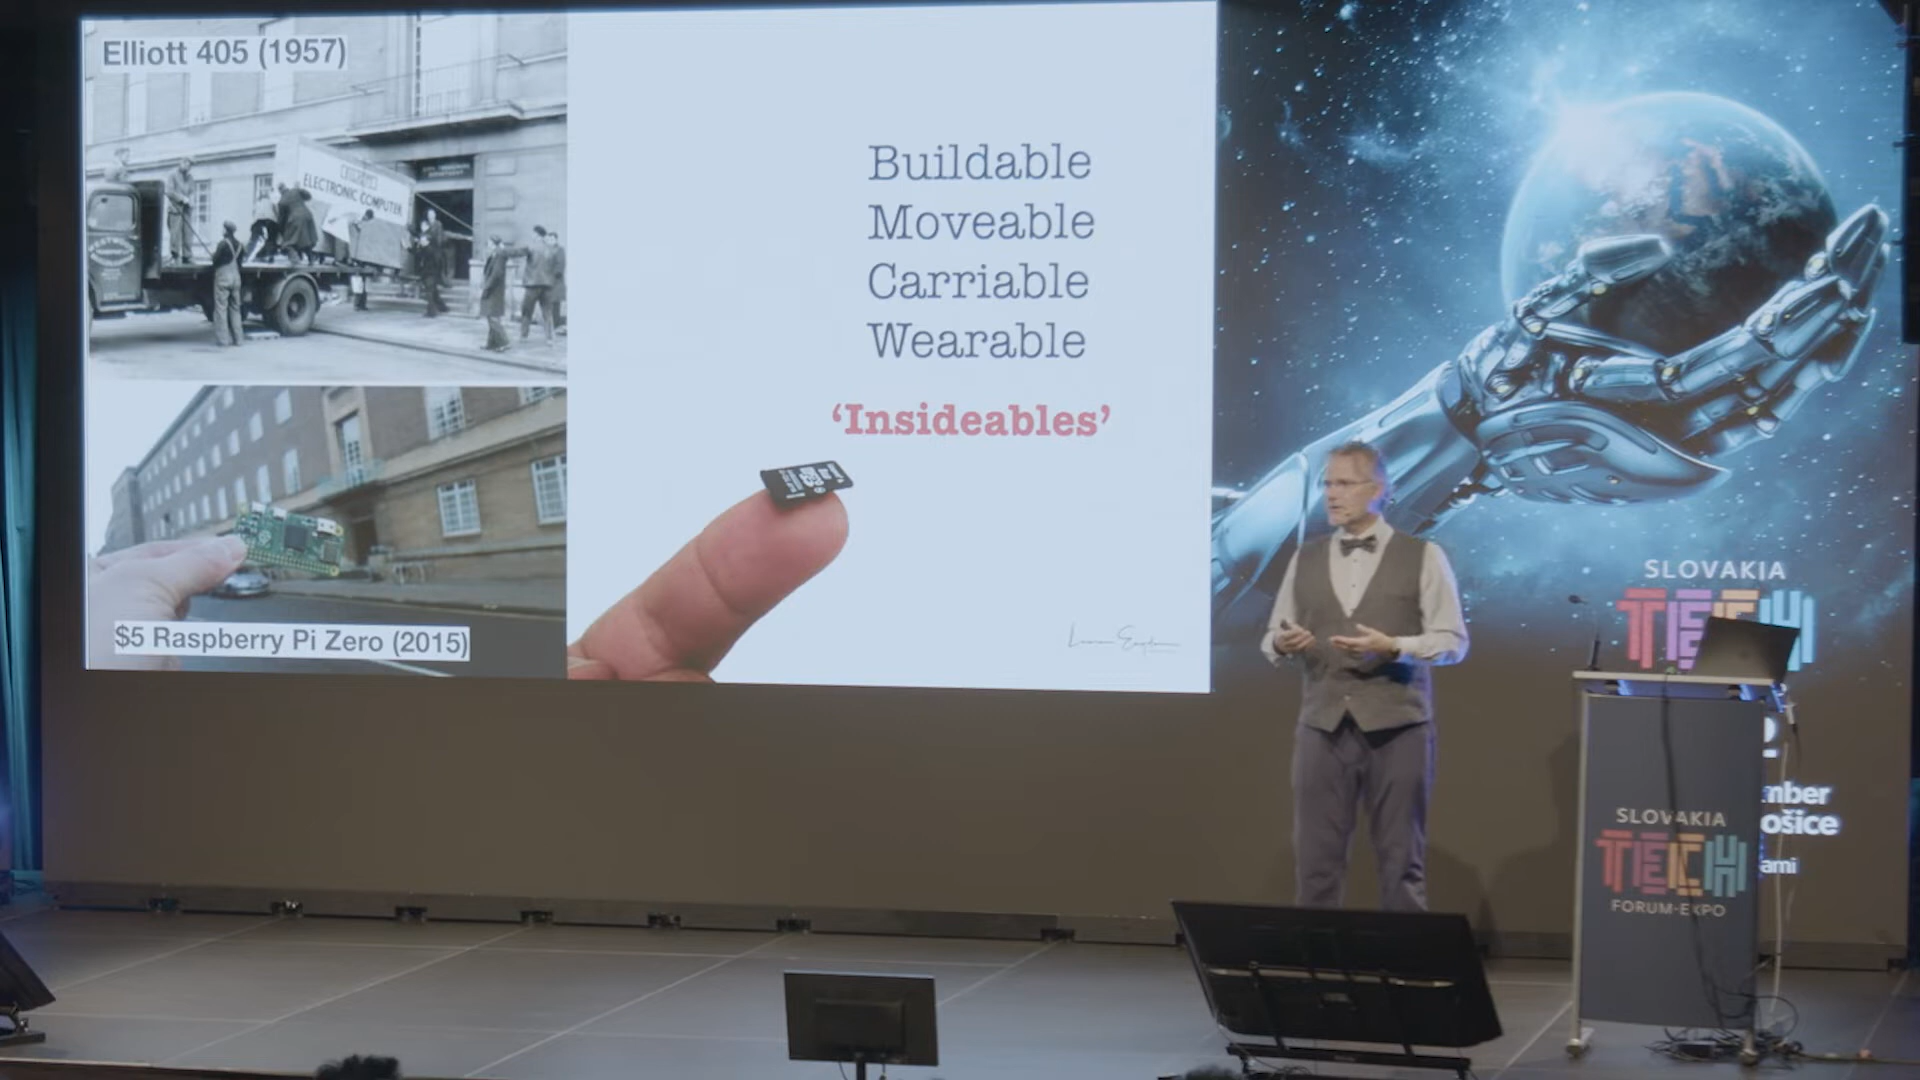 Elliott 405 (1957)
ELECTRONIC COMPUTER
$5 Raspberry Pi Zero (2015)
Buildable
Moveable
Carriable
Wearable
‘Insideables’
SLOVAKIA
TECH
SLOVAKIA
TECH
FORUM-EXPO
mber
ošice
ami